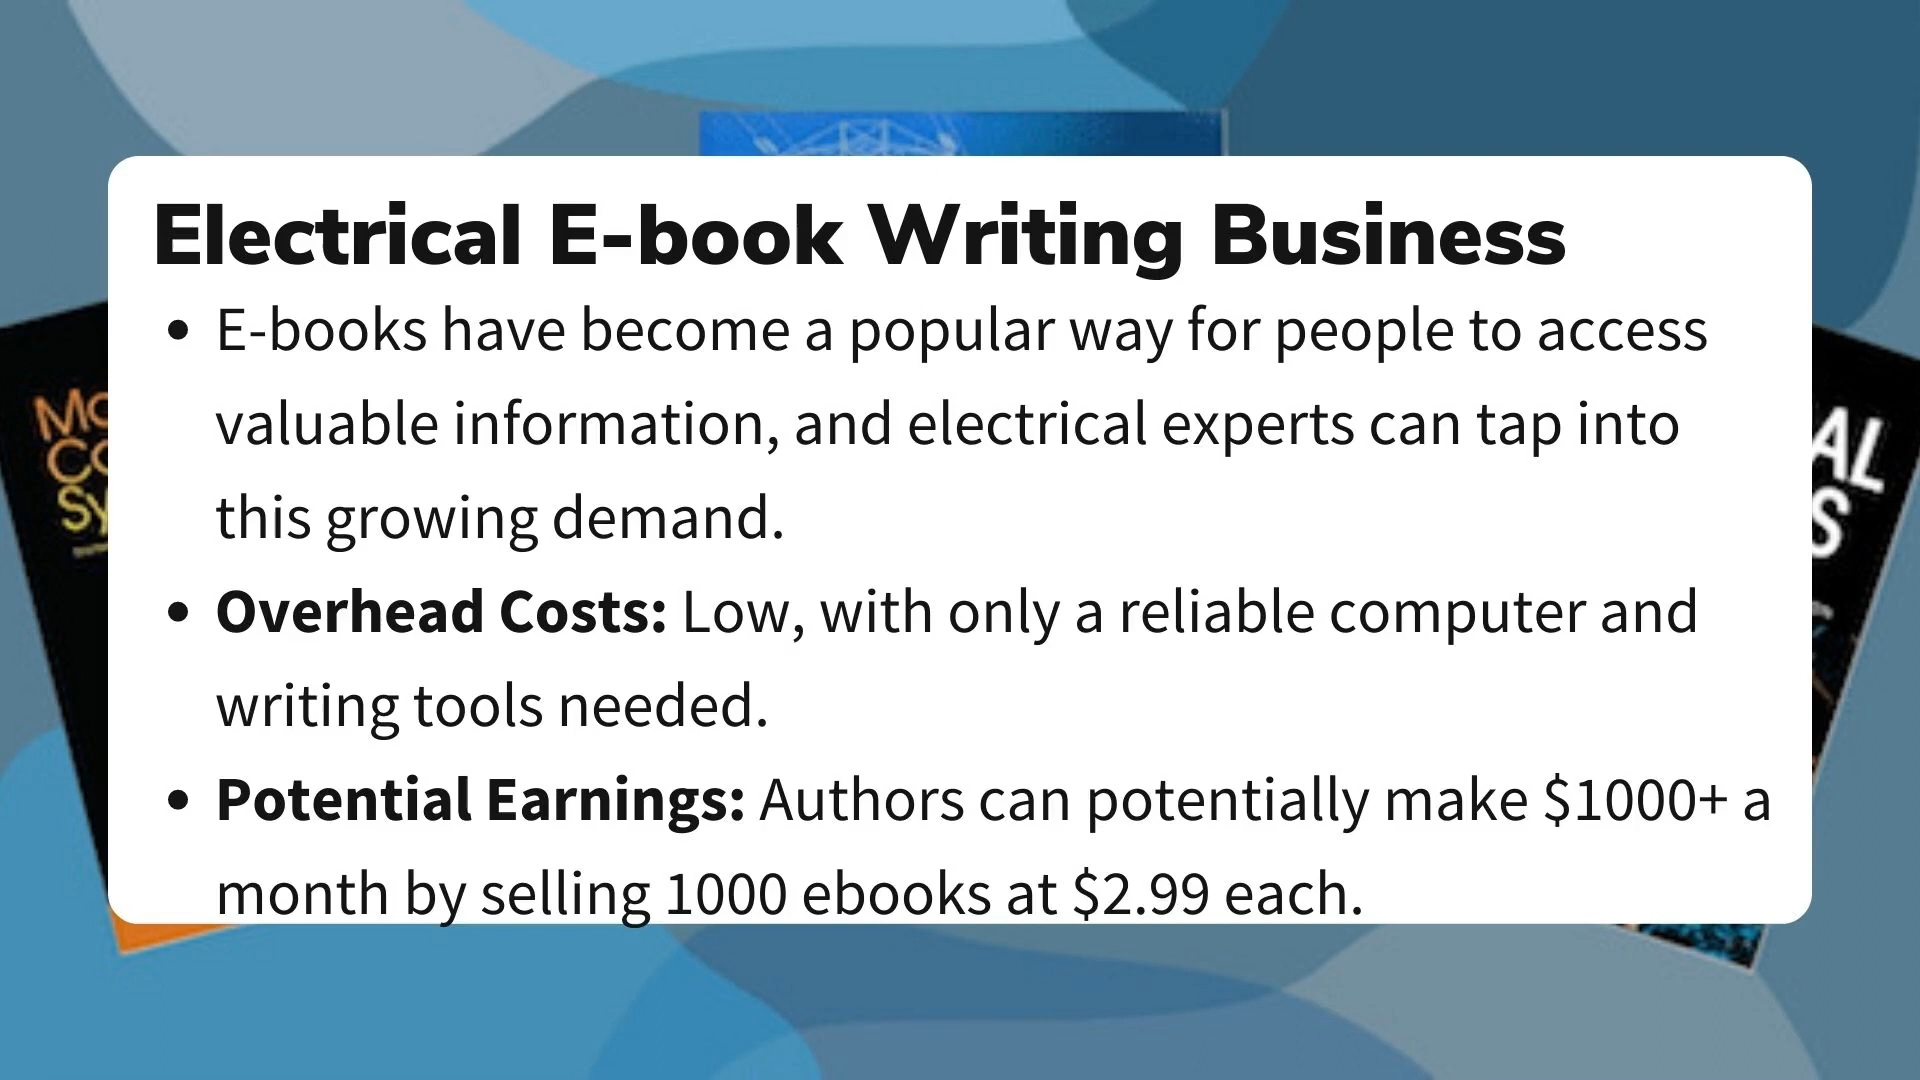 Electrical E-book Writing Business
• E-books have become a popular way for people to access
valuable information, and electrical experts can tap into
this growing demand.
• Overhead Costs: Low, with only a reliable computer and
writing tools needed.
• Potential Earnings: Authors can potentially make $1000+ a
month by selling 1000 ebooks at $2.99 each.